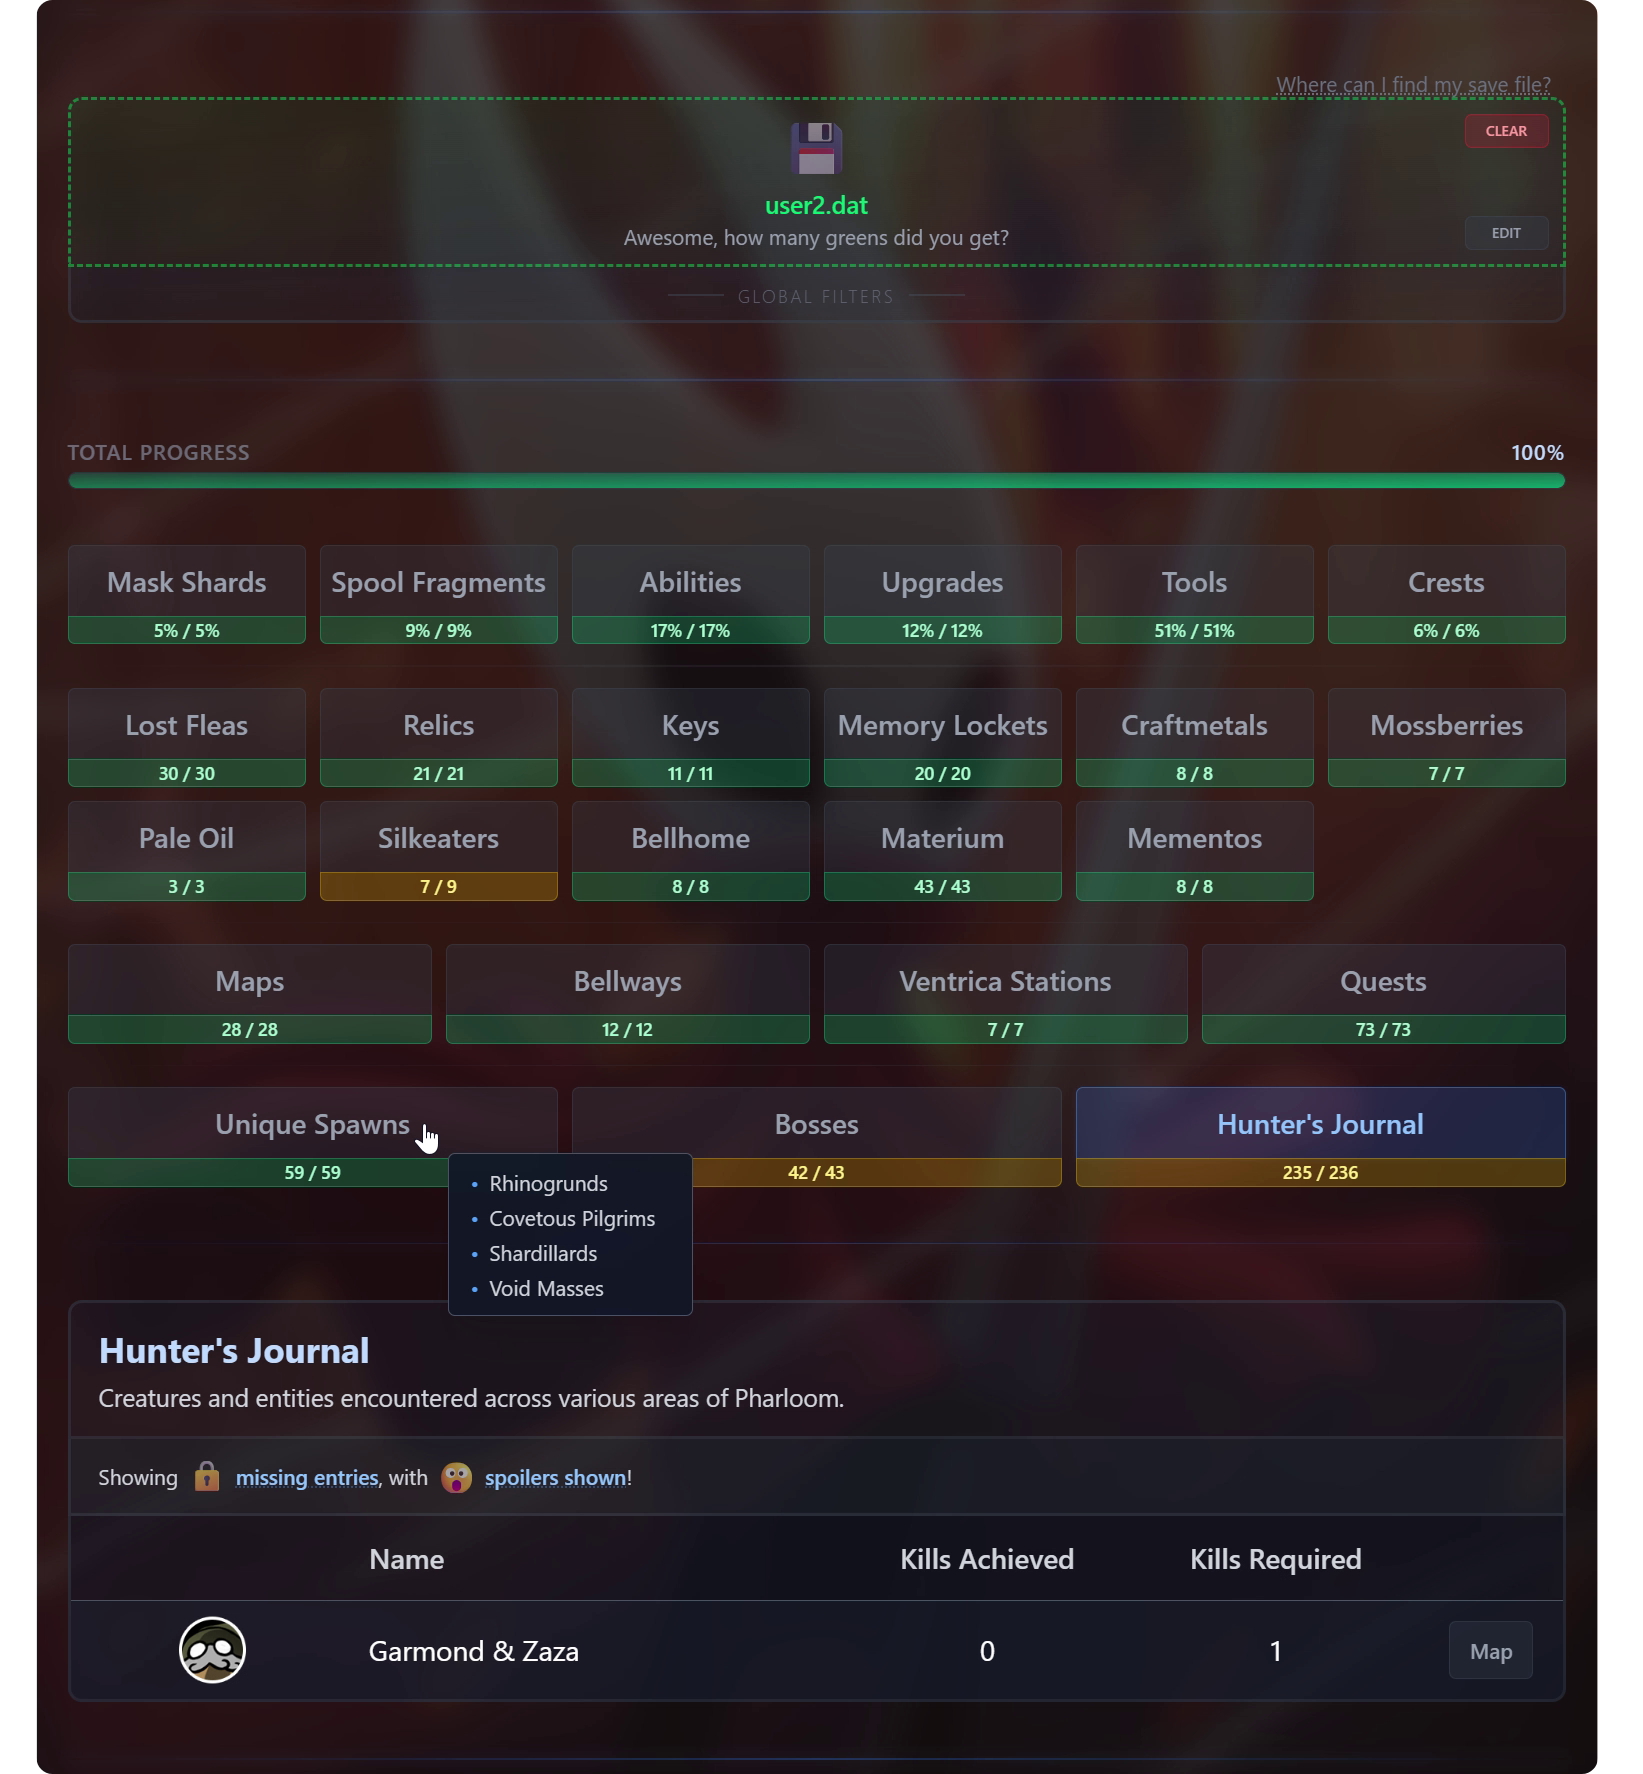 Where can I find my save file?
CLEAR
user2.dat
Awesome, how many greens did you get?
EDIT
GLOBAL FILTERS
TOTAL PROGRESS 100%
Mask Shards Spool Fragments Abilities Upgrades Tools Crests
5% / 5% 9% / 9% 17% / 17% 12% / 12% 51% / 51% 6% / 6%
Lost Fleas Relics Keys Memory Lockets Craftmetals Mossberries
30 / 30 21 / 21 11 / 11 20 / 20 8 / 8 7 / 7
Pale Oil Silkeaters Bellhome Materium Mementos
3 / 3 7 / 9 8 / 8 43 / 43 8 / 8
Maps Bellways Ventrica Stations Quests
28 / 28 12 / 12 7 / 7 73 / 73
Unique Spawns Bosses Hunter's Journal
59 / 59 42 / 43 235 / 236
• Rhinogrunds
• Covetous Pilgrims
• Shardillards
• Void Masses
Hunter's Journal
Creatures and entities encountered across various areas of Pharloom.
Showing missing entries, with spoilers shown!
Name Kills Achieved Kills Required
Garmond & Zaza 0 1 Map